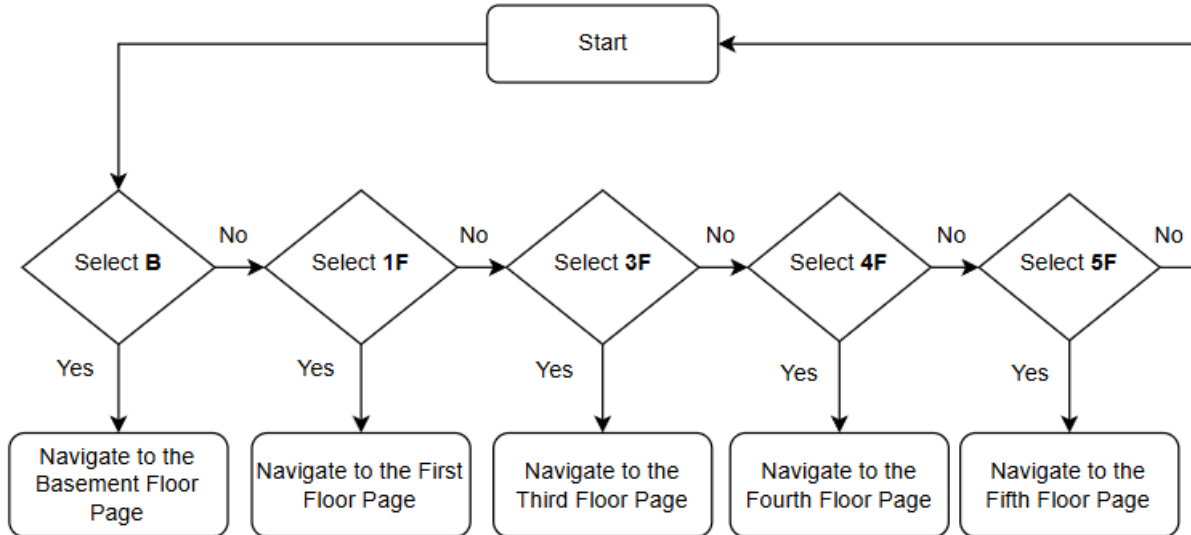 Start
Select B
No
Select 1F
No
Select 3F
No
Select 4F
No
Select 5F
No
Yes
Yes
Yes
Yes
Yes
Navigate to the
Basement Floor
Page
Navigate to the First
Floor Page
Navigate to the
Third Floor Page
Navigate to the
Fourth Floor Page
Navigate to the
Fifth Floor Page